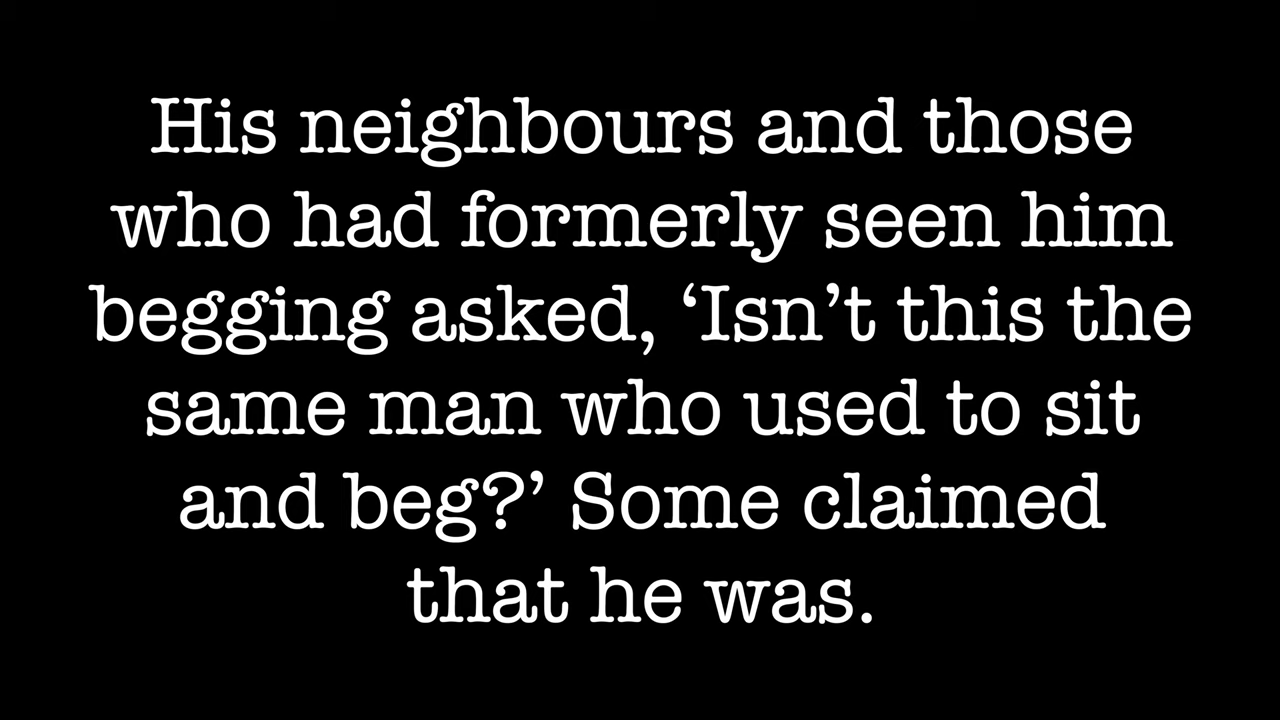 His neighbours and those
who had formerly seen him
begging asked, ‘Isn’t this the
same man who used to sit
and beg?’ Some claimed
that he was.